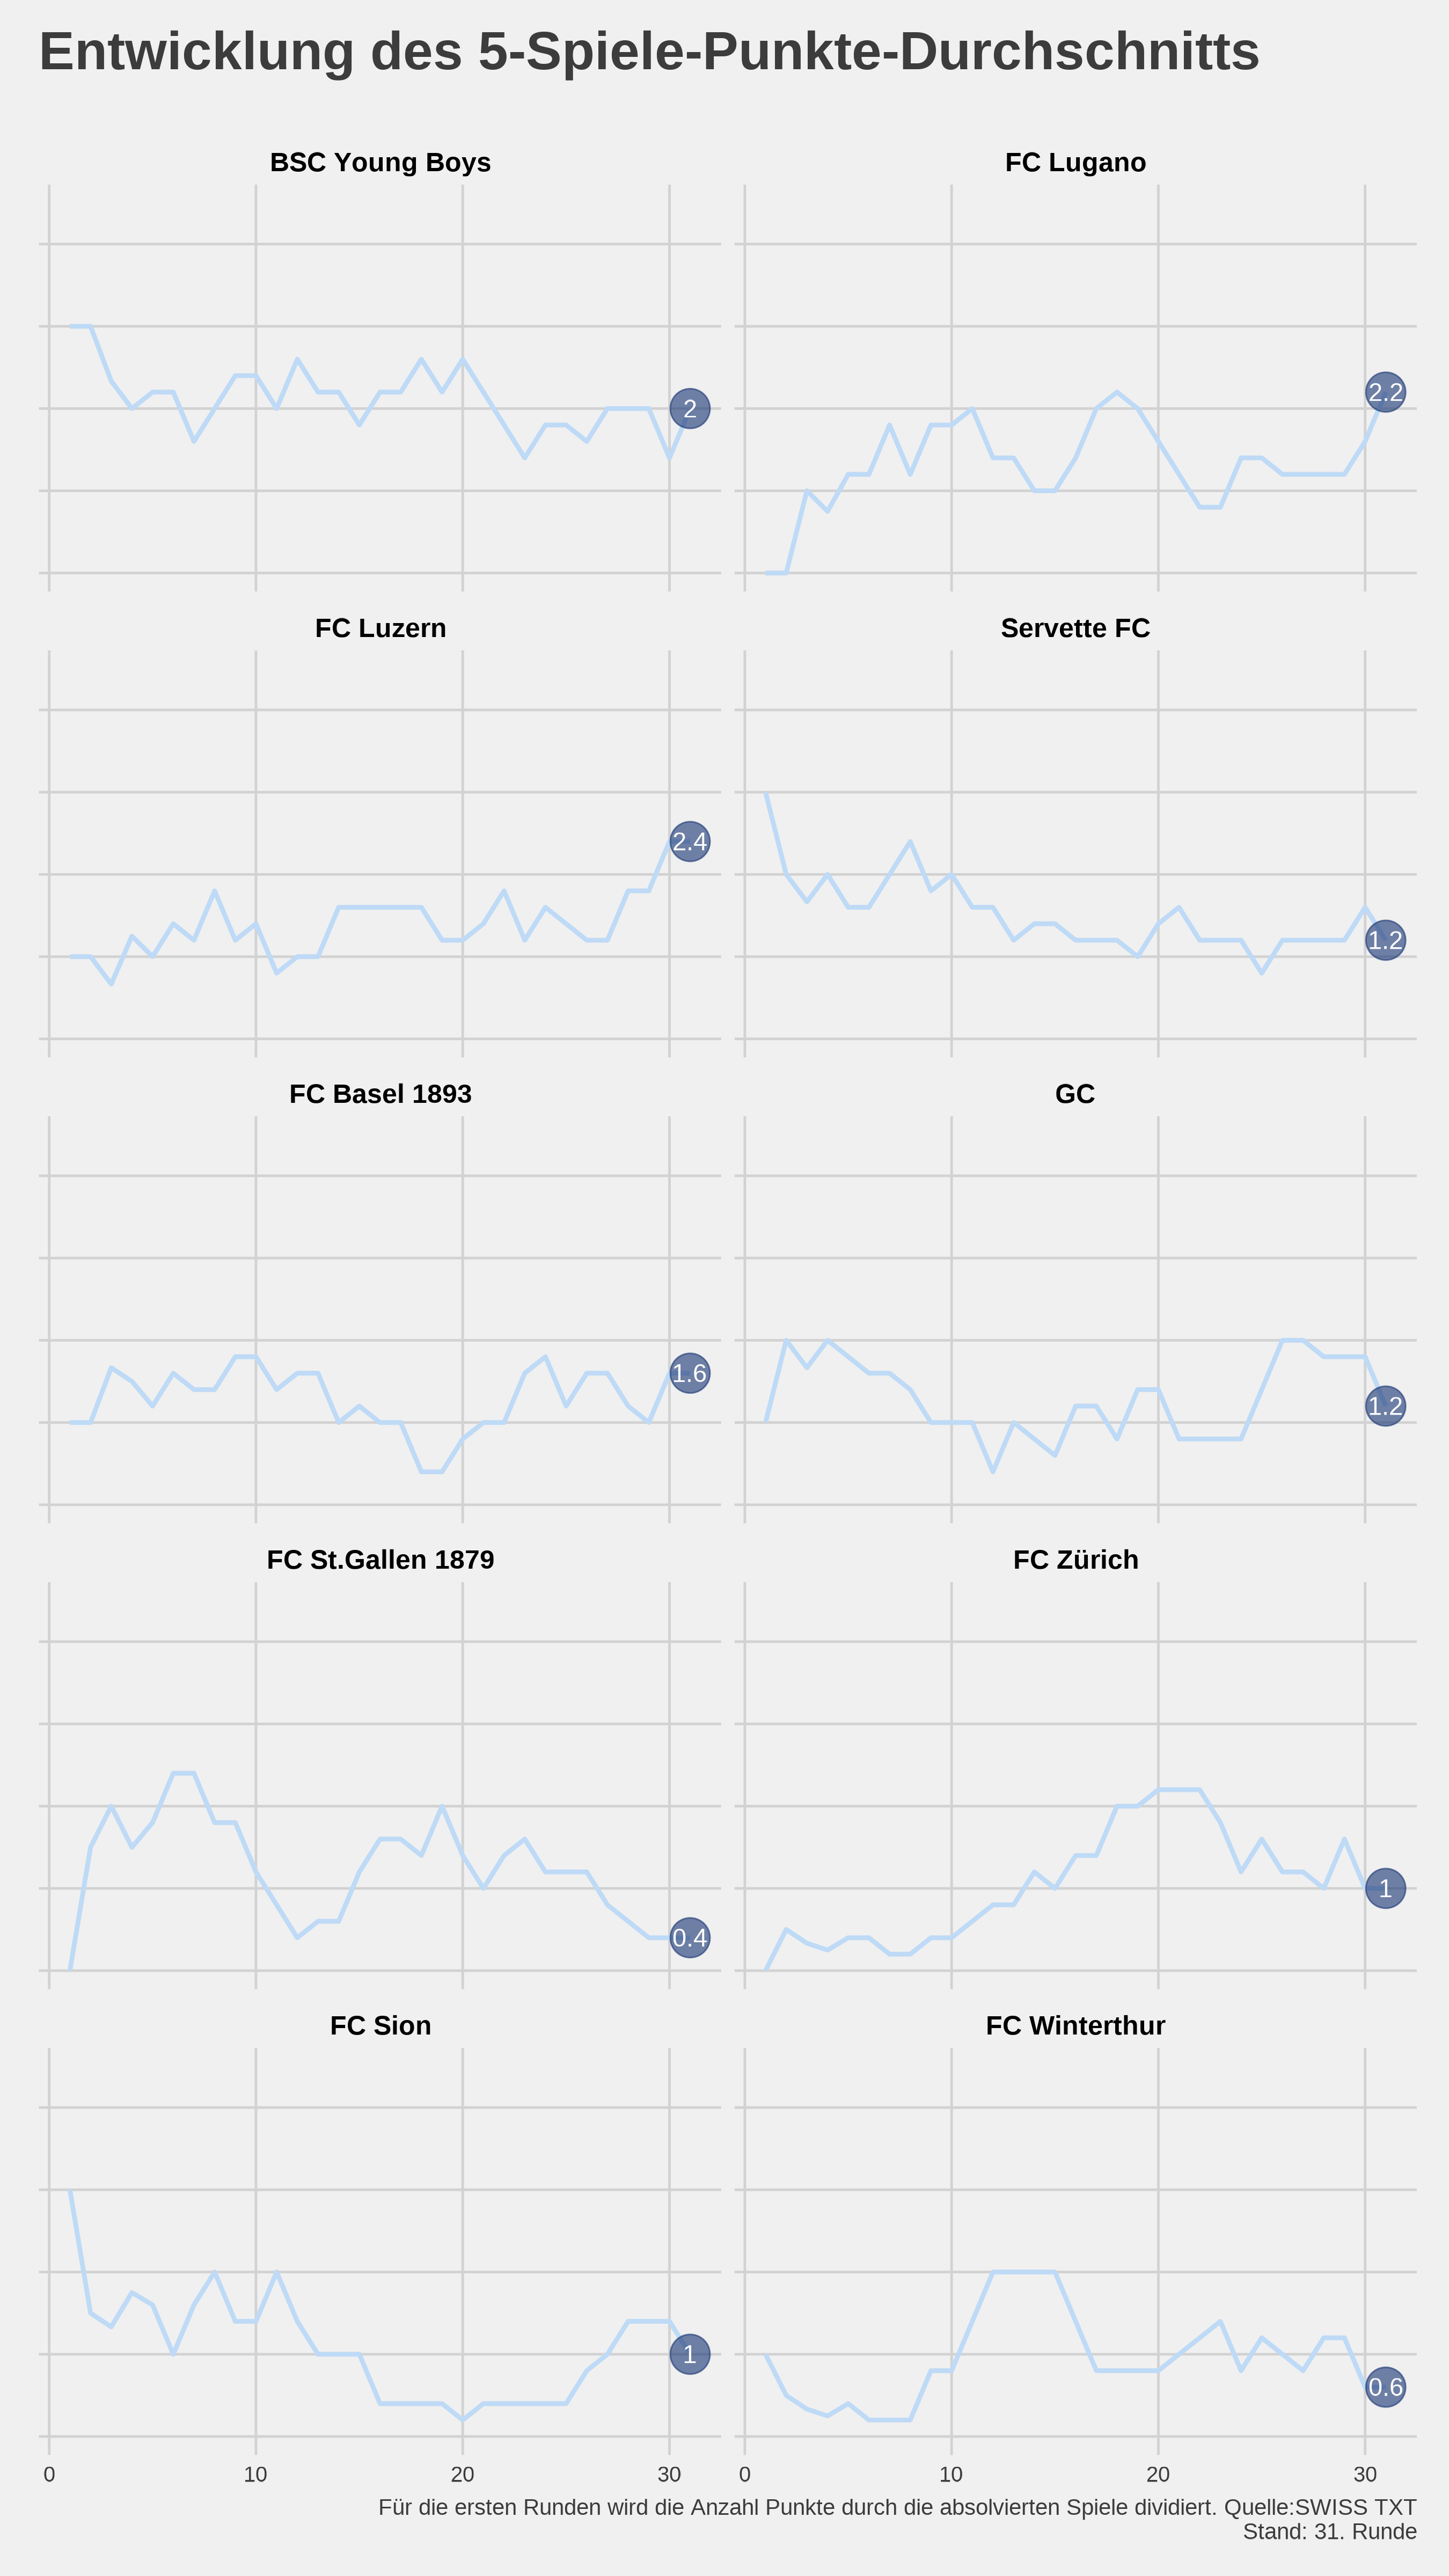 Entwicklung des 5-Spiele-Punkte-Durchschnitts
BSC Young Boys
FC Lugano
2
2.2
FC Luzern
Servette FC
2.4
1.2
FC Basel 1893
GC
1.6
1.2
FC St.Gallen 1879
FC Zürich
0.4
1
FC Sion
FC Winterthur
1
0.6
0 10 20 30 0 10 20 30
Für die ersten Runden wird die Anzahl Punkte durch die absolvierten Spiele dividiert. Quelle:SWISS TXT
Stand: 31. Runde